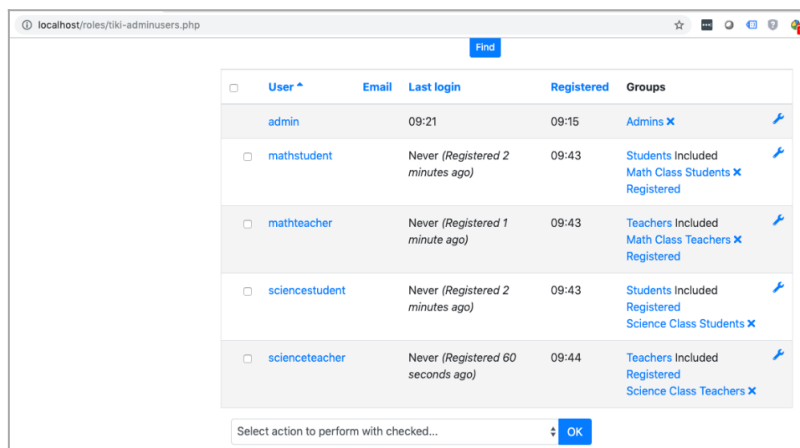 localhost/roles/tiki-adminusers.php
Find
User Email Last login Registered Groups
admin 09:21 09:15 Admins ×
mathstudent Never (Registered 2 minutes ago) 09:43 Students Included
Math Class Students ×
Registered
mathteacher Never (Registered 1 minute ago) 09:43 Teachers Included
Math Class Teachers ×
Registered
sciencestudent Never (Registered 2 minutes ago) 09:43 Students Included
Registered
Science Class Students ×
scienceteacher Never (Registered 60 seconds ago) 09:44 Teachers Included
Registered
Science Class Teachers ×
Select action to perform with checked... OK